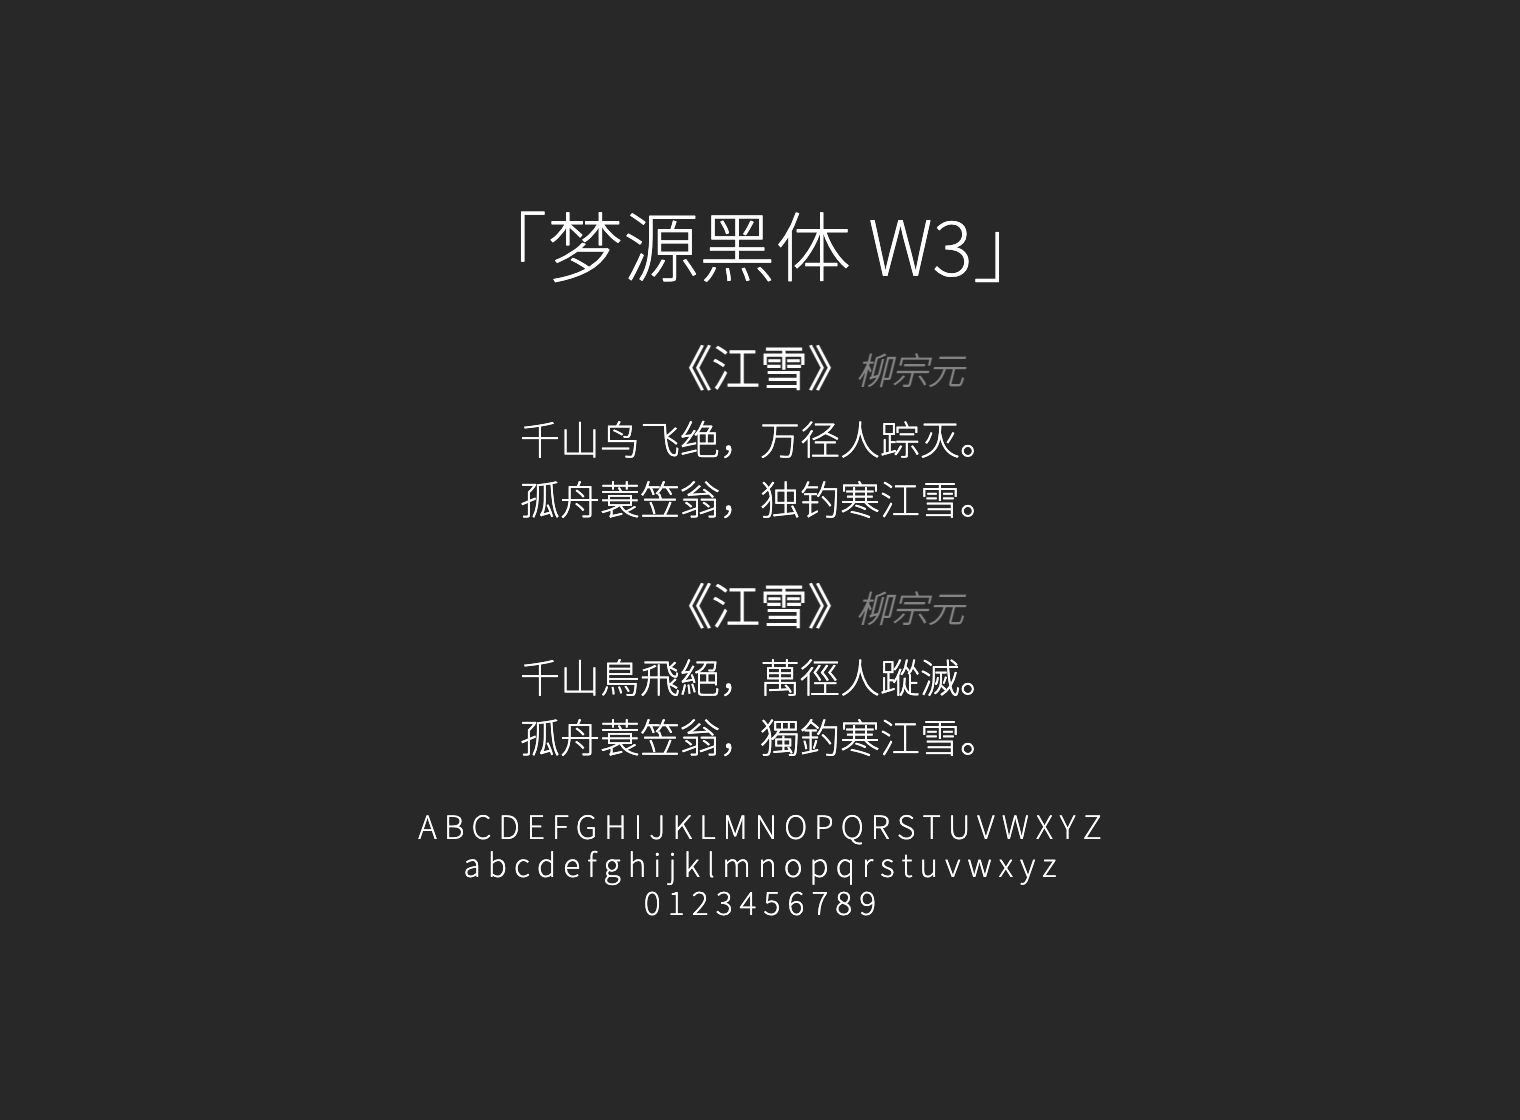 「梦源黑体 W3」
《江雪》 柳宗元
千山鸟飞绝，万径人踪灭。
孤舟蓑笠翁，独钓寒江雪。
《江雪》 柳宗元
千山鳥飛絕，萬徑人蹤滅。
孤舟蓑笠翁，獨釣寒江雪。
A B C D E F G H I J K L M N O P Q R S T U V W X Y Z
a b c d e f g h i j k l m n o p q r s t u v w x y z
0 1 2 3 4 5 6 7 8 9